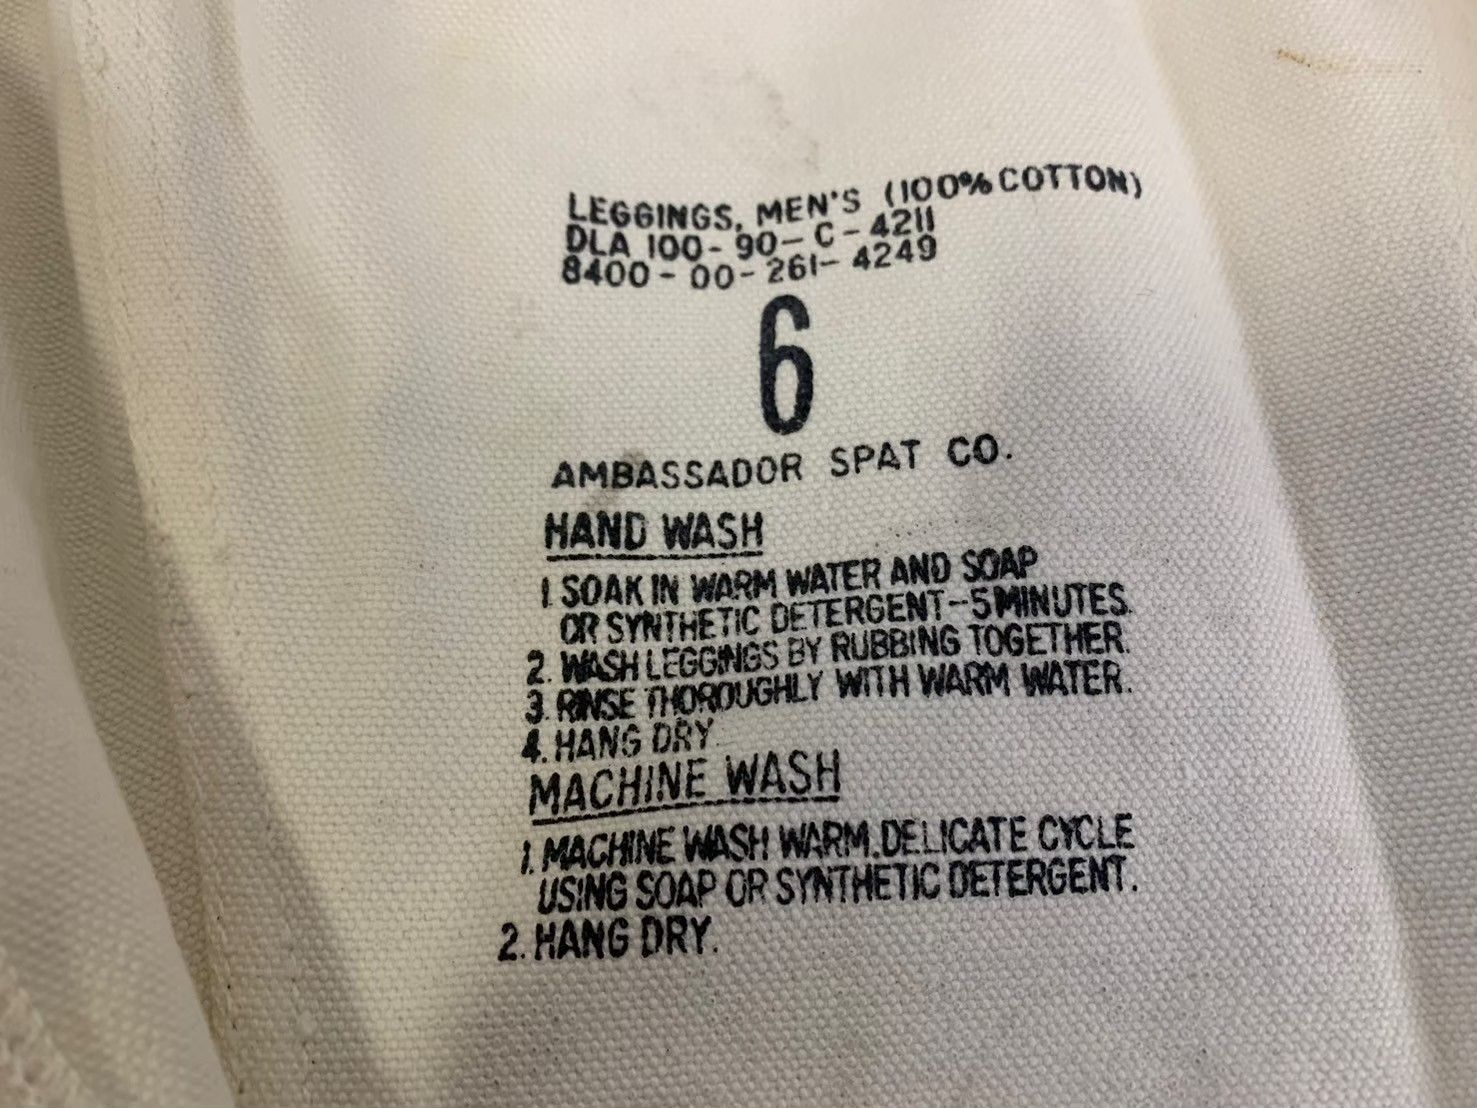 LEGGINGS, MEN'S (100% COTTON)
DLA 100-90-C-4211
8400-00-261-4249
6
AMBASSADOR SPAT CO.
HAND WASH
1. SOAK IN WARM WATER AND SOAP
OR SYNTHETIC DETERGENT-5 MINUTES.
2. WASH LEGGINGS BY RUBBING TOGETHER.
3. RINSE THOROUGHLY WITH WARM WATER.
4. HANG DRY.
MACHINE WASH
1. MACHINE WASH WARM. DELICATE CYCLE
USING SOAP OR SYNTHETIC DETERGENT.
2. HANG DRY.